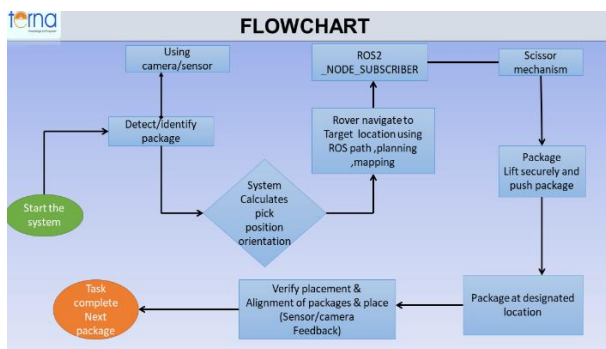 terna
FLOWCHART
Using
camera/sensor
ROS2
_NODE_SUBSCRIBER
Scissor
mechanism
Detect/identify
package
Rover navigate to
Target location using
ROS path ,planning
,mapping
Package
Lift securely and
push package
System
Calculates
pick
position
orientation
Start the
system
Task
complete
Next
package
Verify placement &
Alignment of packages & place
(Sensor/camera
Feedback)
Package at designated
location